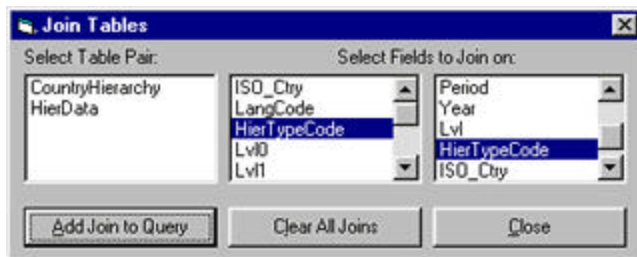 Join Tables
Select Table Pair:
Select Fields to Join on:
CountryHierarchy
HierData
ISO_Ctry
LangCode
HierTypeCode
Lvl0
Lvl1
Period
Year
Lvl
HierTypeCode
ISO_Ctry
Add Join to Query
Clear All Joins
Close